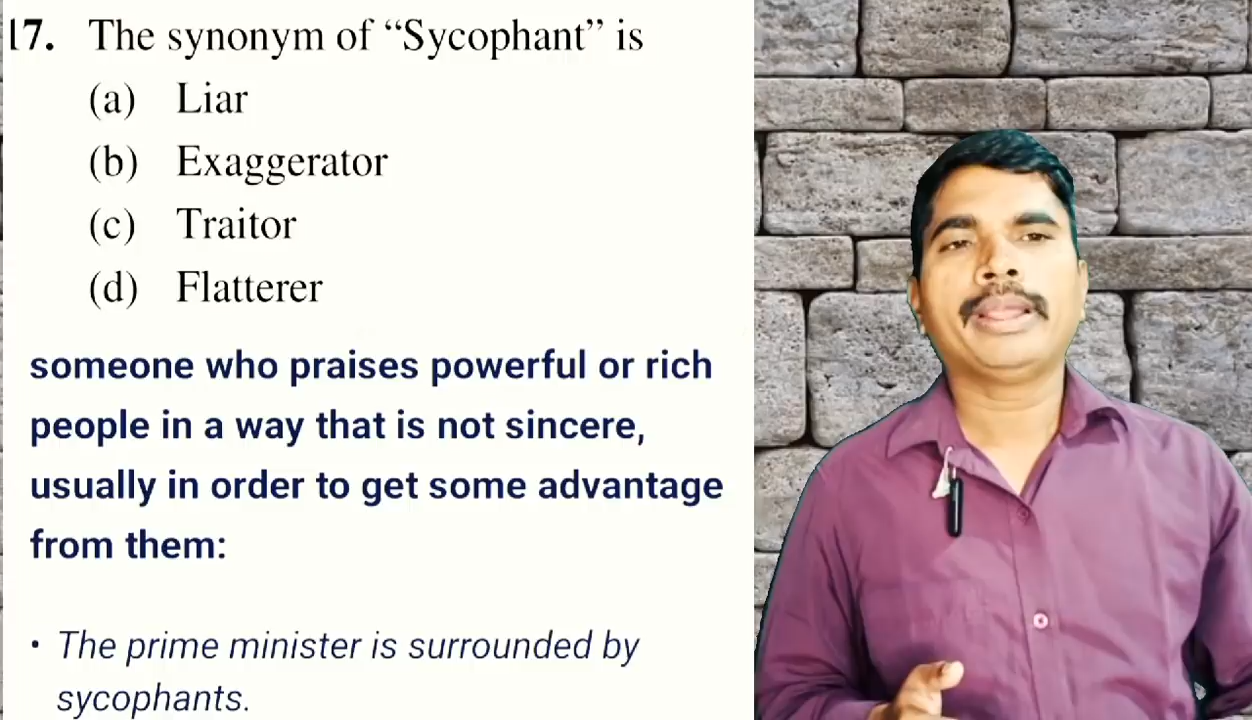 17. The synonym of “Sycophant” is
(a) Liar
(b) Exaggerator
(c) Traitor
(d) Flatterer
someone who praises powerful or rich
people in a way that is not sincere,
usually in order to get some advantage
from them:
• The prime minister is surrounded by
sycophants.